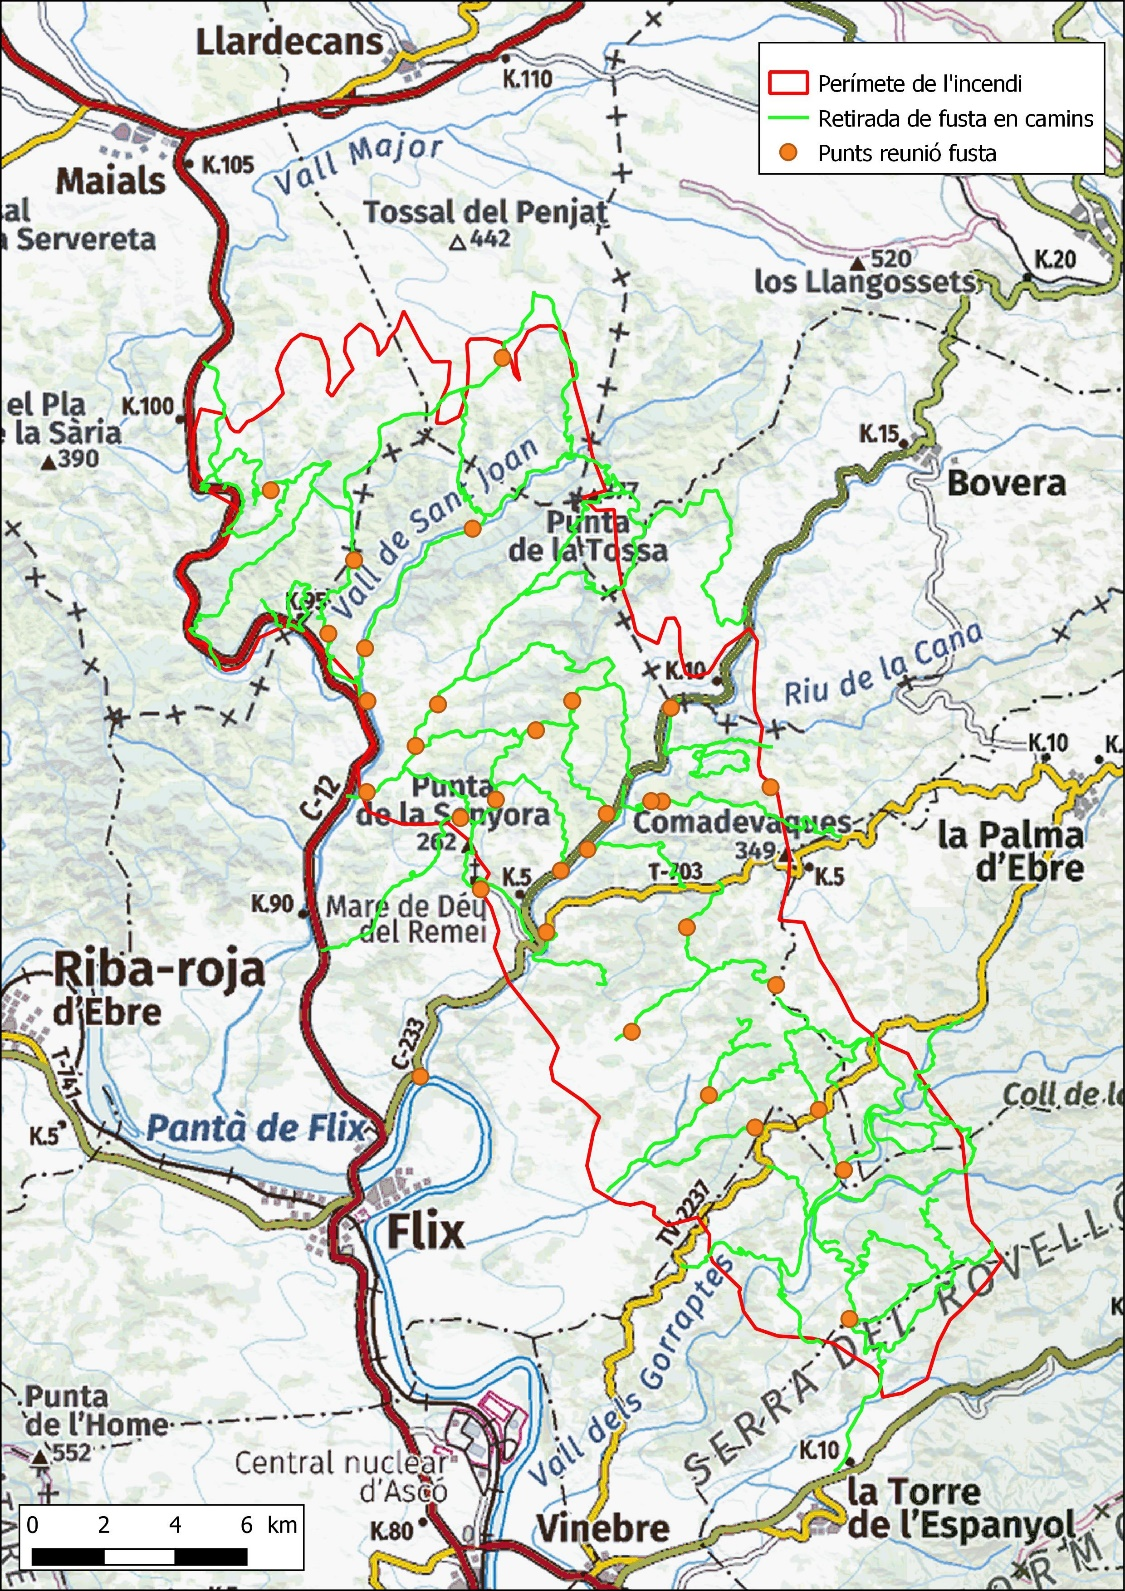 Llardecans
K.110
Perímete de l'incendi
Retirada de fusta en camins
Punts reunió fusta
Vall Major
K.105
Maials
Servereta
Tossal del Penjat
442
520
los Llangossets
K.20
el Pla
la Sària
390
K.100
K.15
Bovera
Vall de Sant Joan
Punta
de la Tossa
K.95
K.10
Riu de la Cana
K.10
K.
C-12
Punta
de la Senyora
262
Comadevaques
349
la Palma
d'Ebre
T-703
K.5
K.5
K.90
Mare de Déu
del Remei
Riba-roja
d'Ebre
C-233
T-741
K.5
Pantà de Flix
Coll de la
Flix
TV-2237
Vall dels Gorraptes
SERRA DEL ROVELLO
Punta
de l'Home
552
Central nuclear
d'Ascó
K.10
la Torre
de l'Espanyol
Vinebre
K.80
0 2 4 6 km